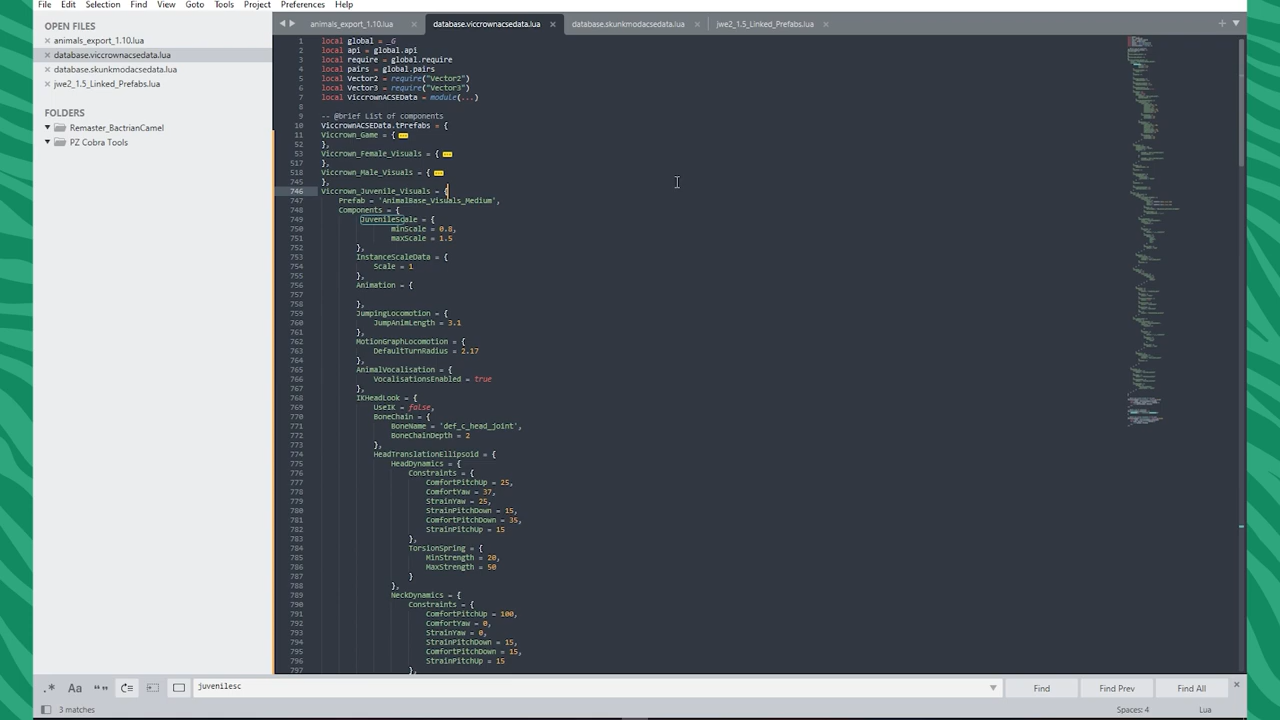 File Edit Selection Find View Goto Tools Project Preferences Help
OPEN FILES
animals_export_1.10.lua
database.viccrownacsedata.lua
database.skunkmodacsedata.lua
jwe2_1.5_Linked_Prefabs.lua
FOLDERS
Remaster_BactrianCamel
PZ Cobra Tools
animals_export_1.10.lua database.viccrownacsedata.lua database.skunkmodacsedata.lua jwe2_1.5_Linked_Prefabs.lua
1 local global = _G
2 local api = global.api
3 local require = global.require
4 local pairs = global.pairs
5 local Vector2 = require("Vector2")
6 local Vector3 = require("Vector3")
7 local ViccrownACSEData = module(...)
8
9 -- @brief List of components
10 ViccrownACSEData.tPrefabs = {
11 Viccrown_Game = {
52 },
53 Viccrown_Female_Visuals = {
517 },
518 Viccrown_Male_Visuals = {
745 },
746 Viccrown_Juvenile_Visuals = {
747 Prefab = 'AnimalBase_Visuals_Medium',
748 Components = {
749 JuvenileScale = {
750 minScale = 0.8,
751 maxScale = 1.5
752 },
753 InstanceScaleData = {
754 Scale = 1
755 },
756 Animation = {
757
758 },
759 JumpingLocomotion = {
760 JumpAnimLength = 3.1
761 },
762 MotionGraphLocomotion = {
763 DefaultTurnRadius = 2.17
764 },
765 AnimalVocalisation = {
766 VocalisationsEnabled = true
767 },
768 IKHeadLook = {
769 UseIK = false,
770 BoneChain = {
771 BoneName = 'def_c_head_joint',
772 BoneChainDepth = 2
773 },
774 HeadTranslationEllipsoid = {
775 HeadDynamics = {
776 Constraints = {
777 ComfortPitchUp = 25,
778 ComfortYaw = 37,
779 StrainYaw = 25,
780 StrainPitchDown = 15,
781 ComfortPitchDown = 35,
782 StrainPitchUp = 15
783 },
784 TorsionSpring = {
785 MinStrength = 20,
786 MaxStrength = 50
787 }
788 },
789 NeckDynamics = {
790 Constraints = {
791 ComfortPitchUp = 100,
792 ComfortYaw = 0,
793 StrainYaw = 0,
794 StrainPitchDown = 15,
795 ComfortPitchDown = 15,
796 StrainPitchUp = 15
797 },
.* Aa “” juvenilesc Find Find Prev Find All
3 matches Spaces: 4 Lua